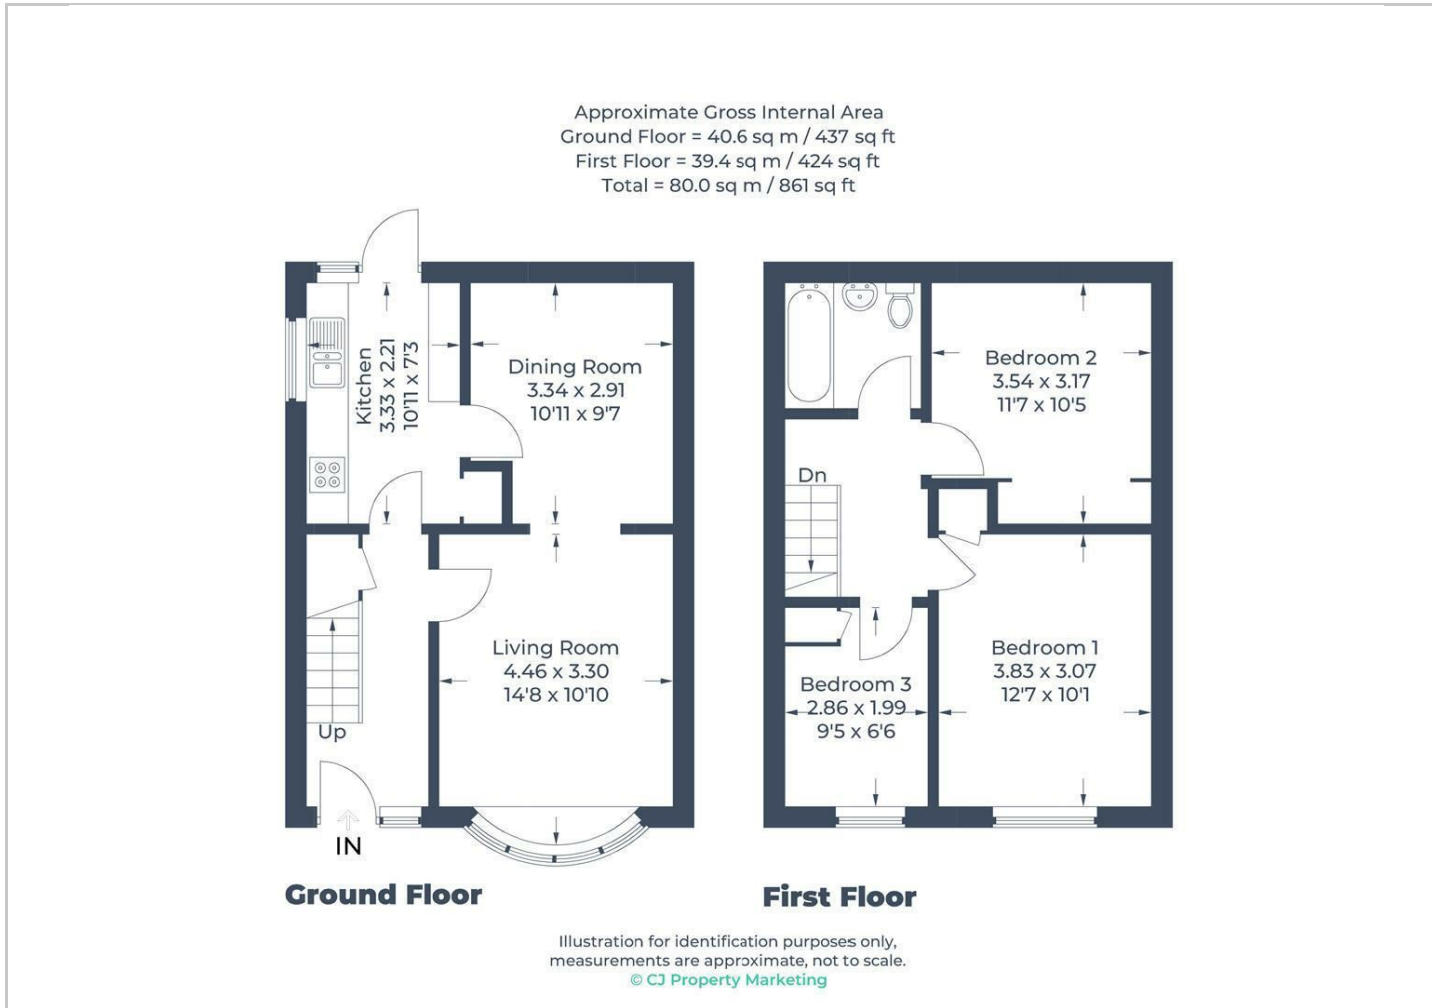 Approximate Gross Internal Area
Ground Floor = 40.6 sq m / 437 sq ft
First Floor = 39.4 sq m / 424 sq ft
Total = 80.0 sq m / 861 sq ft
Kitchen
3.33 x 2.21
10'11 x 7'3
Dining Room
3.34 x 2.91
10'11 x 9'7
Living Room
4.46 x 3.30
14'8 x 10'10
Up
IN
Ground Floor
Bedroom 2
3.54 x 3.17
11'7 x 10'5
Dn
Bedroom 1
3.83 x 3.07
12'7 x 10'1
Bedroom 3
2.86 x 1.99
9'5 x 6'6
First Floor
Illustration for identification purposes only,
measurements are approximate, not to scale.
© CJ Property Marketing